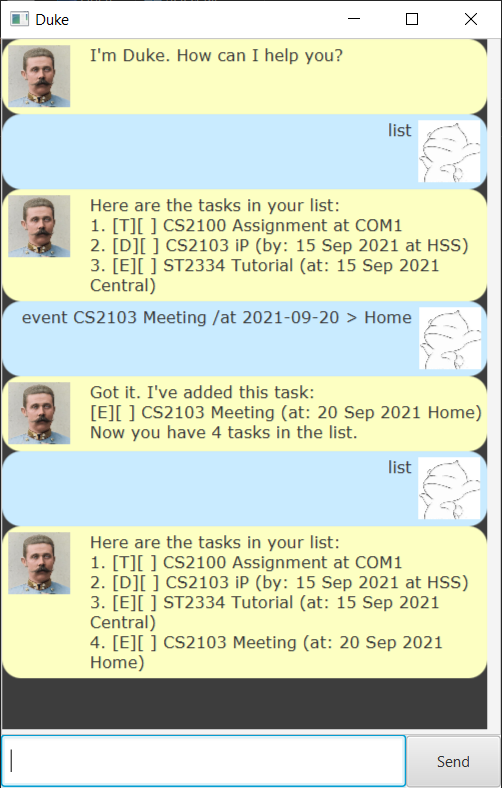 Duke
I'm Duke. How can I help you?
list
Here are the tasks in your list:
1. [T][ ] CS2100 Assignment at COM1
2. [D][ ] CS2103 iP (by: 15 Sep 2021 at HSS)
3. [E][ ] ST2334 Tutorial (at: 15 Sep 2021
Central)
event CS2103 Meeting /at 2021-09-20 > Home
Got it. I've added this task:
[E][ ] CS2103 Meeting (at: 20 Sep 2021 Home)
Now you have 4 tasks in the list.
list
Here are the tasks in your list:
1. [T][ ] CS2100 Assignment at COM1
2. [D][ ] CS2103 iP (by: 15 Sep 2021 at HSS)
3. [E][ ] ST2334 Tutorial (at: 15 Sep 2021
Central)
4. [E][ ] CS2103 Meeting (at: 20 Sep 2021
Home)
Send